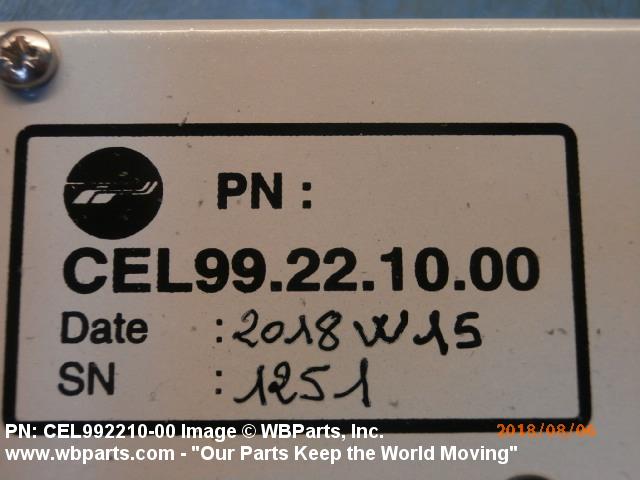 PN :
CEL99.22.10.00
Date : 2018 W 15
SN : 1251
PN: CEL992210-00 Image © WBParts, Inc.
2018/08/06
www.wbparts.com - "Our Parts Keep the World Moving"